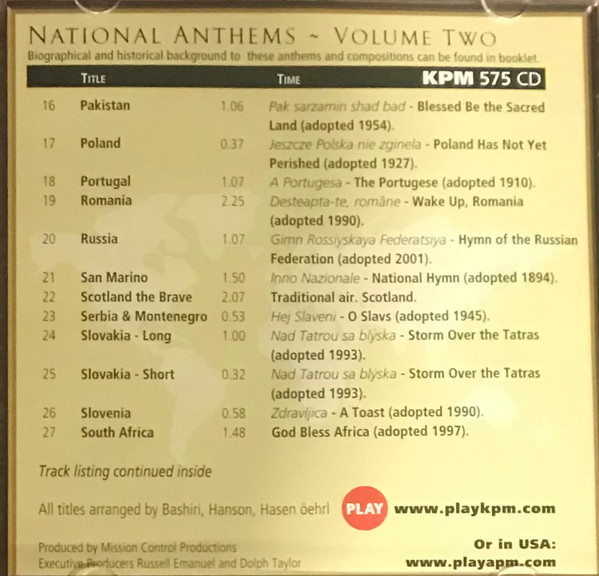 NATIONAL ANTHEMS ~ VOLUME TWO
Biographical and historical background to these anthems and compositions can be found in booklet.
TITLE TIME KPM 575 CD
16 Pakistan 1.06 Pak sarzamin shad bad - Blessed Be the Sacred
Land (adopted 1954).
17 Poland 0.37 Jeszcze Polska nie zginela - Poland Has Not Yet
Perished (adopted 1927).
18 Portugal 1.07 A Portugesa - The Portugese (adopted 1910).
19 Romania 2.25 Desteapta-te, române - Wake Up, Romania
(adopted 1990).
20 Russia 1.07 Gimn Rossiyskaya Federatsiya - Hymn of the Russian
Federation (adopted 2001).
21 San Marino 1.50 Inno Nazionale - National Hymn (adopted 1894).
22 Scotland the Brave 2.07 Traditional air. Scotland.
23 Serbia & Montenegro 0.53 Hej Slaveni - O Slavs (adopted 1945).
24 Slovakia - Long 1.00 Nad Tatrou sa blýska - Storm Over the Tatras
(adopted 1993).
25 Slovakia - Short 0.32 Nad Tatrou sa blýska - Storm Over the Tatras
(adopted 1993).
26 Slovenia 0.58 Zdravljica - A Toast (adopted 1990).
27 South Africa 1.48 God Bless Africa (adopted 1997).
Track listing continued inside
All titles arranged by Bashiri, Hanson, Hasen öehrl PLAY www.playkpm.com
Produced by Mission Control Productions Or in USA:
Executive Producers Russell Emanuel and Dolph Taylor www.playapm.com